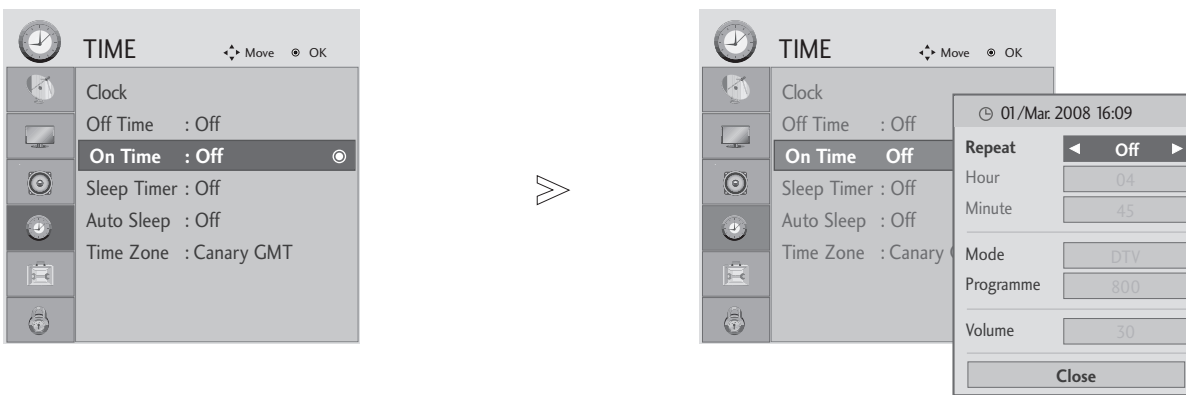 TIME Move OK
Clock
Off Time : Off
On Time : Off
Sleep Timer : Off
Auto Sleep : Off
Time Zone : Canary GMT
TIME Move OK
Clock
Off Time : Off
On Time Off
Sleep Timer : Off
Auto Sleep : Off
Time Zone : Canary
01/Mar. 2008 16:09
Repeat Off
Hour 04
Minute 45
Mode DTV
Programme 800
Volume 30
Close